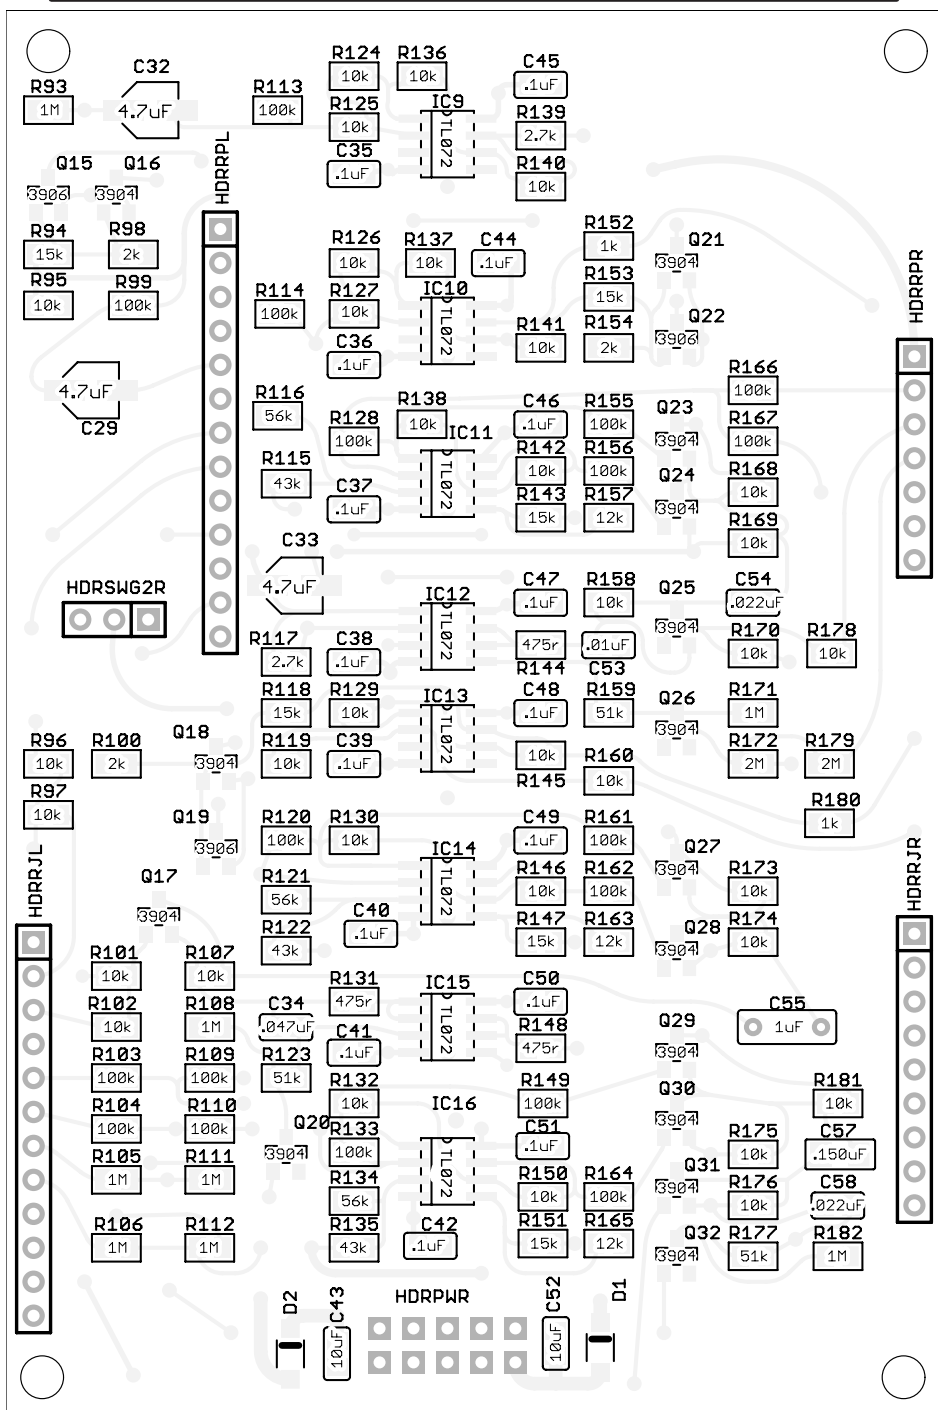 R124 R136 C45
10k 10k .1uF
C32
R93 R113 R125 IC9 R139
1M 4.7uF 100k 10k TL072 2.7k
C35 R140
.1uF 10k
Q15 Q16 HDRRPL
3906 3904
R94 R98 R126 R137 C44 R152 Q21
15k 2k 10k 10k .1uF 1k 3904
R95 R99 R114 R127 IC10 R153 HDRRPR
10k 100k 100k 10k TL072 15k
C36 R141 R154 Q22
.1uF 10k 2k 3906
4.7uF R166
C29 100k
R116 R128 R138 IC11 C46 R155 Q23 R167
56k 100k 10k TL072 .1uF 100k 3904 100k
R115 R142 R156 Q24 R168
43k 10k 100k 3904 10k
C37 R143 R157 R169
.1uF 15k 12k 10k
C33
4.7uF
HDRSWG2R IC12 C47 R158 Q25 C54
TL072 .1uF 10k 3904 .022uF
R117 C38 475r .01uF R170 R178
2.7k .1uF R144 C53 10k 10k
R118 R129 IC13 C48 R159 Q26 R171
15k 10k TL072 .1uF 51k 3904 1M
R96 R100 Q18 R119 C39 10k R160 R172 R179
10k 2k 3904 10k .1uF R145 10k 2M 2M
R97 R180
10k 1k
Q19 R120 R130 IC14 C49 R161 Q27
3906 100k 10k TL072 .1uF 100k 3904
HDRRJL Q17 R121 R146 R162 R173 HDRRJR
3904 56k 10k 100k 10k
R122 C40 R147 R163 Q28 R174
43k .1uF 15k 12k 3904 10k
R101 R107 R131 IC15 C50
10k 10k 475r TL072 .1uF
R102 R108 C34 C41 R148 Q29 C55
10k 1M .047uF .1uF 475r 3904 1uF
R103 R109 R123
100k 100k 51k
R132 R149 Q30 R181
10k 100k 3904 10k
R104 R110 Q20 R133 IC16 C51 R175 C57
100k 100k 3904 100k TL072 .1uF 10k .150uF
R105 R111 R134 R150 R164 Q31 R176 C58
1M 1M 56k 10k 100k 3904 10k .022uF
R106 R112 R135 C42 R151 R165 Q32 R177 R182
1M 1M 43k .1uF 15k 12k 3904 51k 1M
D2 C43 HDRPWR C52 D1
10uF 10uF